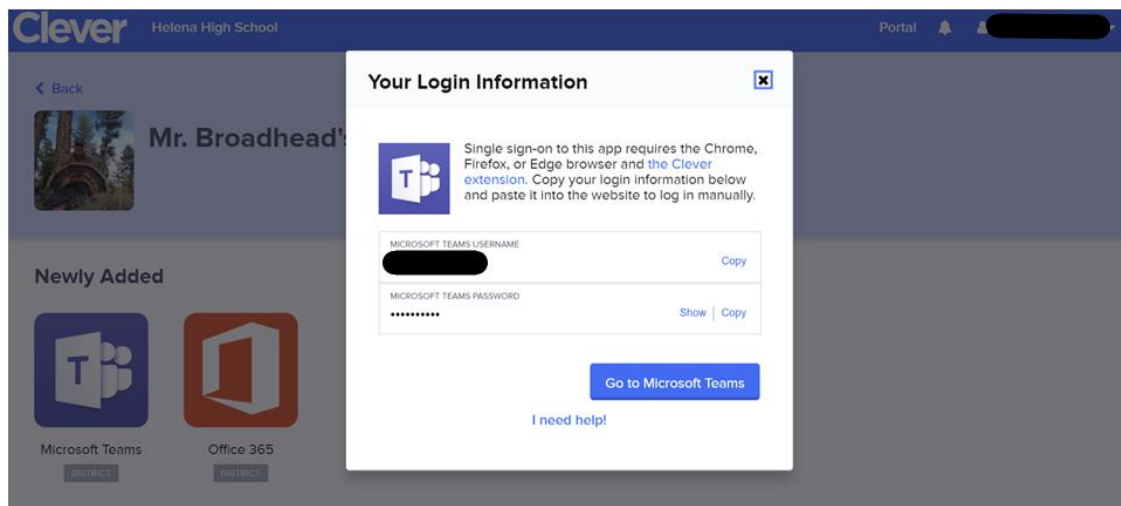 Clever
Helena High School
Portal
Back
Mr. Broadhead's
Your Login Information
Single sign-on to this app requires the Chrome,
Firefox, or Edge browser and the Clever
extension. Copy your login information below
and paste it into the website to log in manually.
MICROSOFT TEAMS USERNAME
Copy
MICROSOFT TEAMS PASSWORD
••••••••••
Show | Copy
Go to Microsoft Teams
I need help!
Newly Added
T
T
Microsoft Teams
Office 365
DISTRICT
DISTRICT